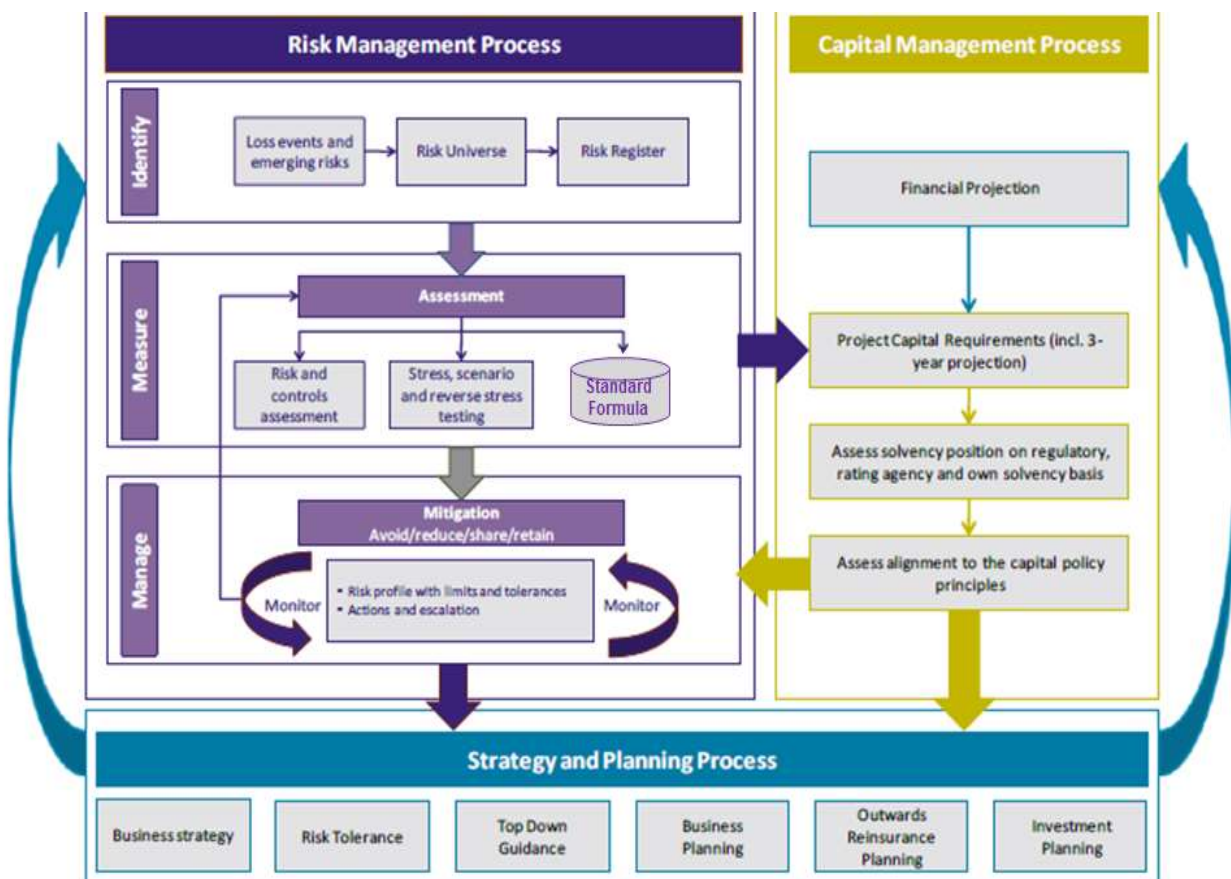 Risk Management Process
Capital Management Process
Identify
Loss events and
emerging risks
Risk Universe
Risk Register
Financial Projection
Measure
Assessment
Risk and
controls
assessment
Stress, scenario
and reverse stress
testing
Standard
Formula
Project Capital Requirements (incl. 3-
year projection)
Assess solvency position on regulatory,
rating agency and own solvency basis
Assess alignment to the capital policy
principles
Manage
Mitigation
Avoid/reduce/share/retain
Monitor
▪ Risk profile with limits and tolerances
▪ Actions and escalation
Monitor
Strategy and Planning Process
Business strategy
Risk Tolerance
Top Down
Guidance
Business
Planning
Outwards
Reinsurance
Planning
Investment
Planning